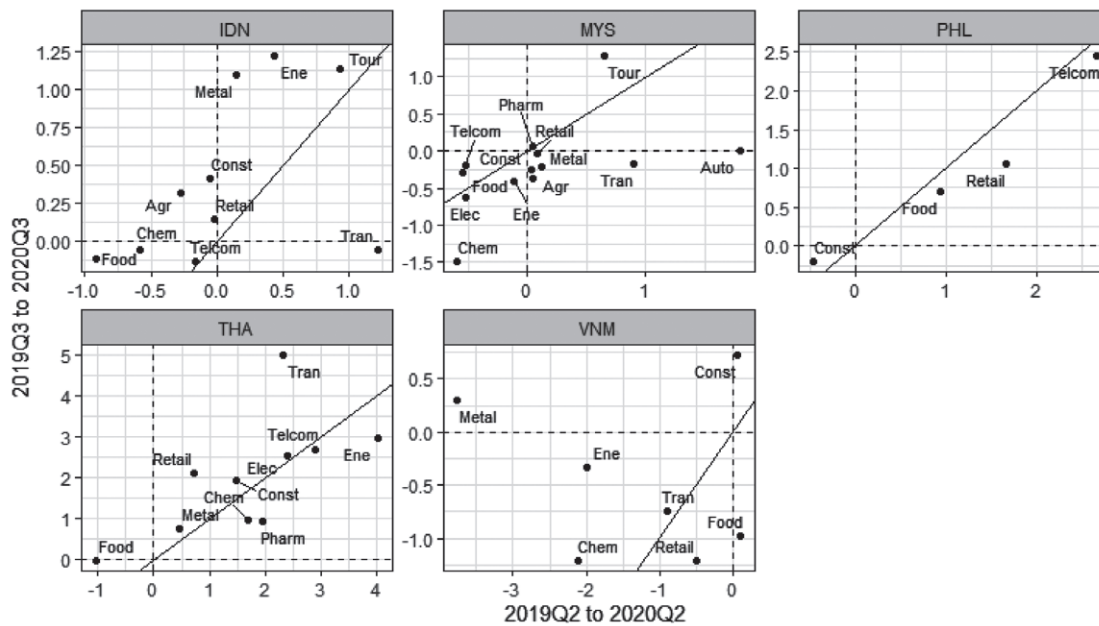 IDN
MYS
PHL
2019Q3 to 2020Q3
1.25
1.00
0.75
0.50
0.25
0.00
Ene
Tour
Metal
Const
Agr
Retail
Chem
Tran
Food
Telcom
-1.0 -0.5 0.0 0.5 1.0
1.0
0.5
0.0
-0.5
-1.0
-1.5
Tour
Pharm
Telcom
Retail
Const
Metal
Auto
Tran
Food
Agr
Elec
Ene
Chem
0 1
2.5
2.0
1.5
1.0
0.5
0.0
Telcom
Retail
Food
Const
0 1 2
THA
VNM
5
4
3
2
1
0
Tran
Telcom
Ene
Retail
Elec
Chem
Const
Metal
Pharm
Food
-1 0 1 2 3 4
0.5
0.0
-0.5
-1.0
Const
Metal
Ene
Tran
Food
Chem
Retail
-3 -2 -1 0
2019Q2 to 2020Q2